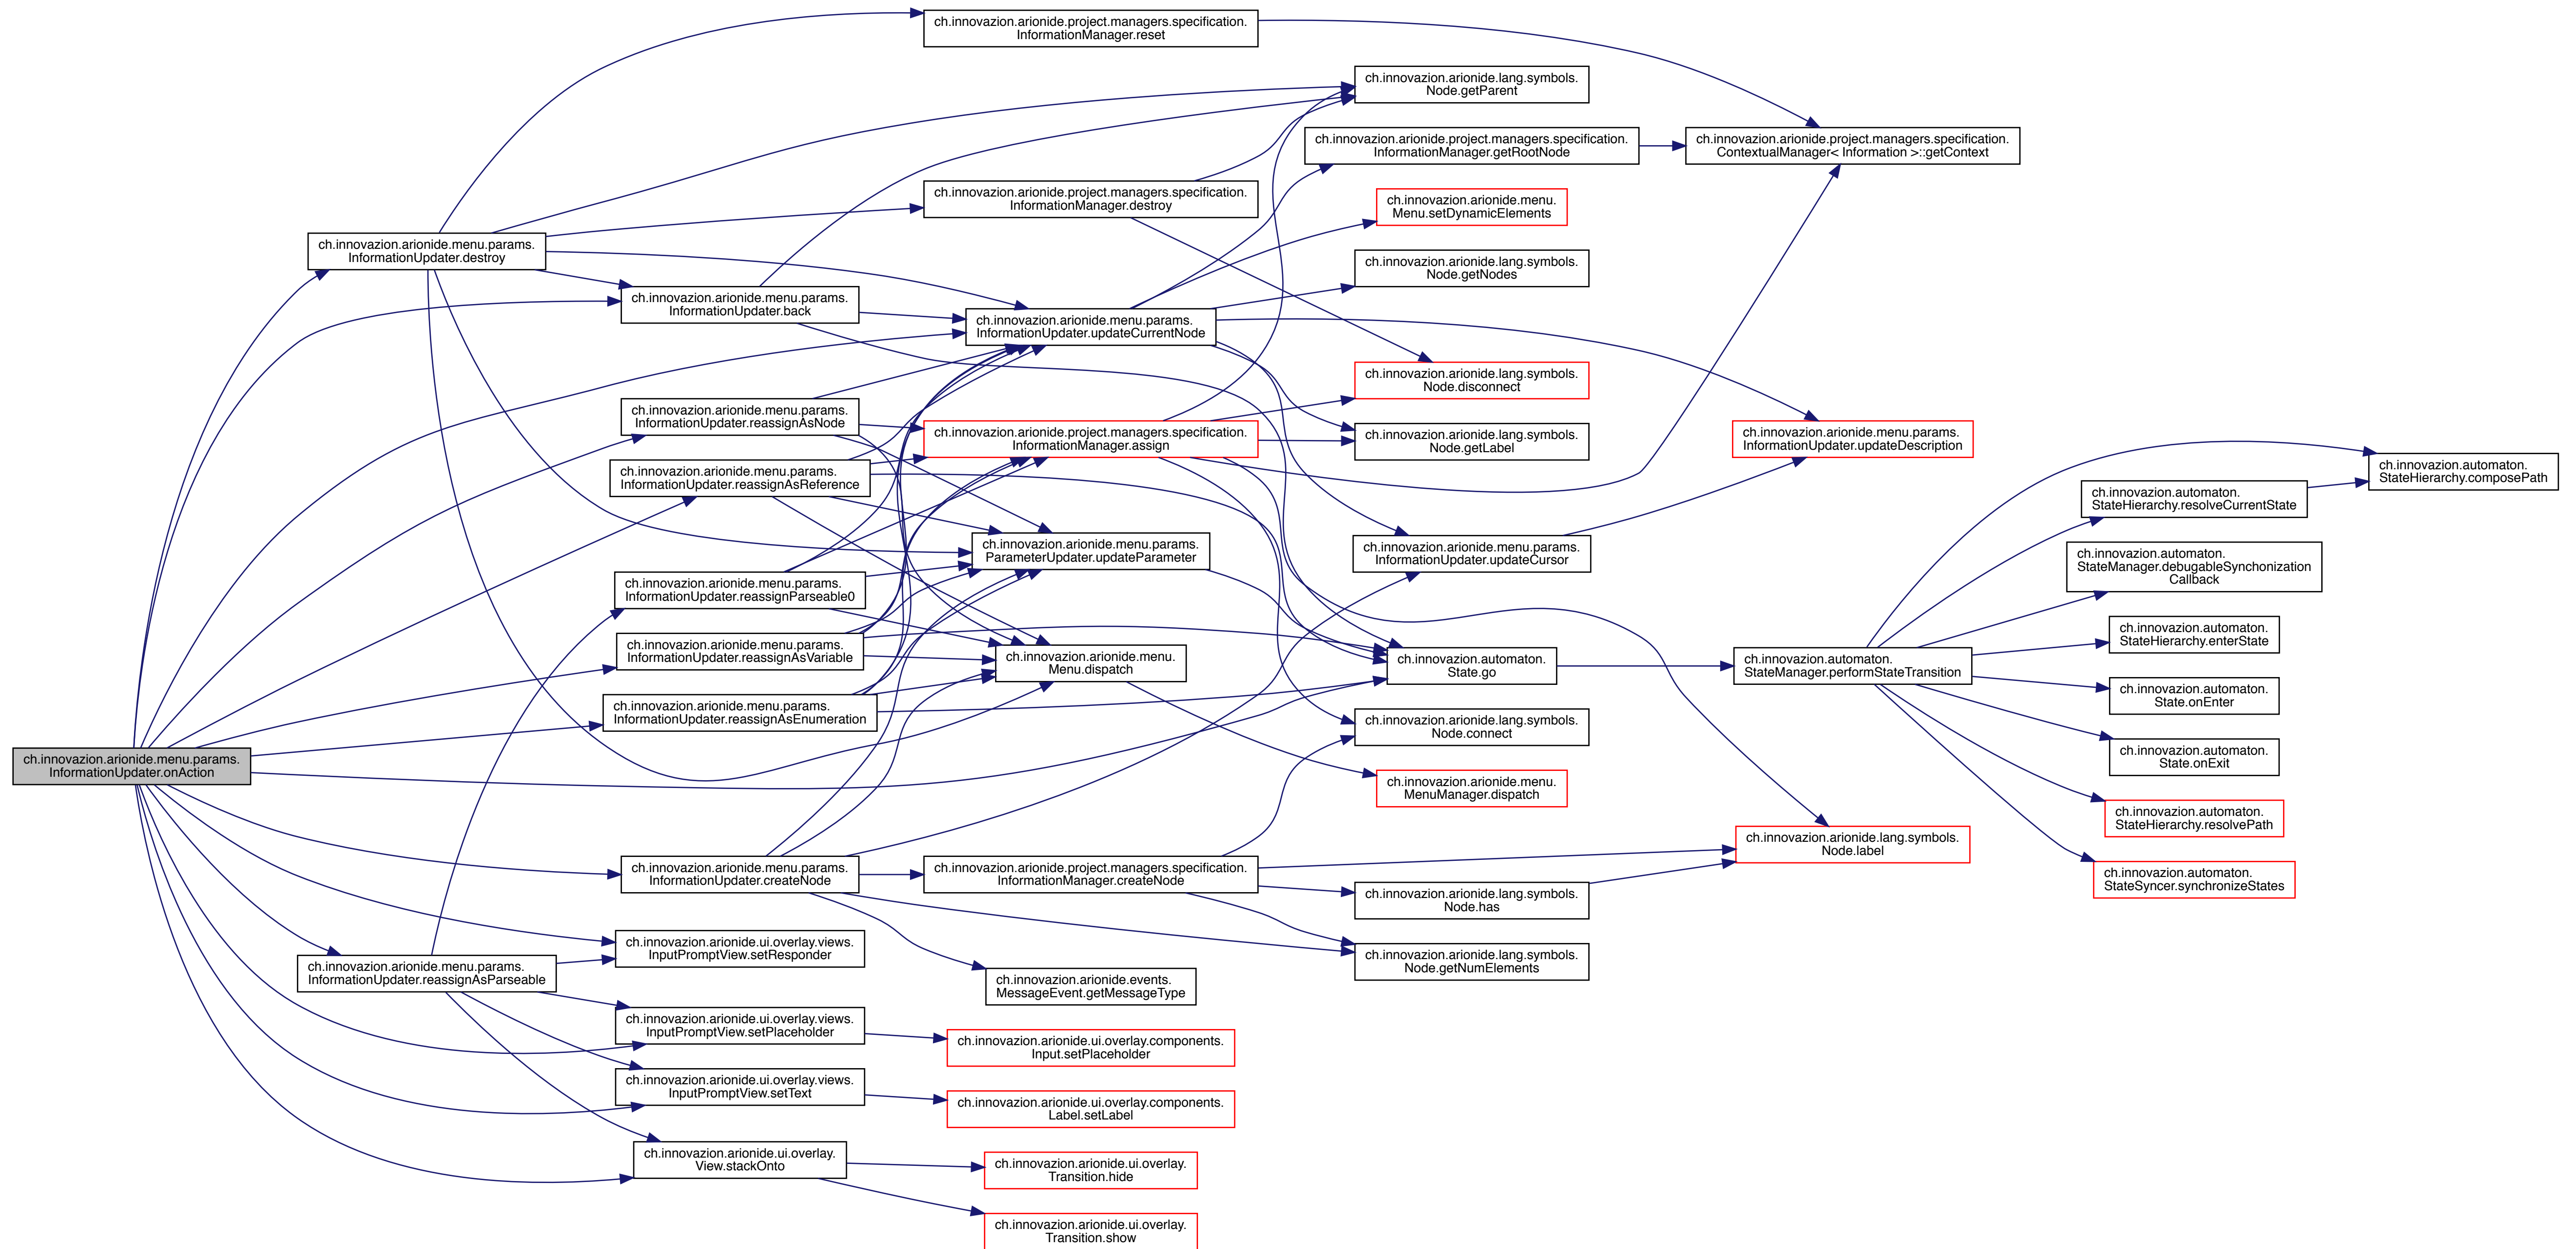 ch.innovazion.arionide.project.managers.specification.
InformationManager.reset
ch.innovazion.arionide.lang.symbols.
Node.getParent
ch.innovazion.arionide.project.managers.specification.
InformationManager.getRootNode
ch.innovazion.arionide.project.managers.specification.
ContextualManager< Information >::getContext
ch.innovazion.arionide.project.managers.specification.
InformationManager.destroy
ch.innovazion.arionide.menu.
Menu.setDynamicElements
ch.innovazion.arionide.menu.params.
InformationUpdater.destroy
ch.innovazion.arionide.lang.symbols.
Node.getNodes
ch.innovazion.arionide.menu.params.
InformationUpdater.back
ch.innovazion.arionide.menu.params.
InformationUpdater.updateCurrentNode
ch.innovazion.arionide.lang.symbols.
Node.disconnect
ch.innovazion.arionide.menu.params.
InformationUpdater.reassignAsNode
ch.innovazion.arionide.project.managers.specification.
InformationManager.assign
ch.innovazion.arionide.lang.symbols.
Node.getLabel
ch.innovazion.arionide.menu.params.
InformationUpdater.updateDescription
ch.innovazion.automaton.
StateHierarchy.composePath
ch.innovazion.arionide.menu.params.
InformationUpdater.reassignAsReference
ch.innovazion.automaton.
StateHierarchy.resolveCurrentState
ch.innovazion.arionide.menu.params.
ParameterUpdater.updateParameter
ch.innovazion.arionide.menu.params.
InformationUpdater.updateCursor
ch.innovazion.automaton.
StateManager.debugableSynchonization
Callback
ch.innovazion.arionide.menu.params.
InformationUpdater.reassignParseable0
ch.innovazion.automaton.
StateHierarchy.enterState
ch.innovazion.arionide.menu.params.
InformationUpdater.reassignAsVariable
ch.innovazion.arionide.menu.
Menu.dispatch
ch.innovazion.automaton.
State.go
ch.innovazion.automaton.
StateManager.performStateTransition
ch.innovazion.automaton.
State.onEnter
ch.innovazion.arionide.menu.params.
InformationUpdater.reassignAsEnumeration
ch.innovazion.arionide.lang.symbols.
Node.connect
ch.innovazion.automaton.
State.onExit
ch.innovazion.arionide.menu.params.
InformationUpdater.onAction
ch.innovazion.arionide.menu.
MenuManager.dispatch
ch.innovazion.automaton.
StateHierarchy.resolvePath
ch.innovazion.arionide.lang.symbols.
Node.label
ch.innovazion.arionide.menu.params.
InformationUpdater.createNode
ch.innovazion.arionide.project.managers.specification.
InformationManager.createNode
ch.innovazion.automaton.
StateSyncer.synchronizeStates
ch.innovazion.arionide.lang.symbols.
Node.has
ch.innovazion.arionide.ui.overlay.views.
InputPromptView.setResponder
ch.innovazion.arionide.lang.symbols.
Node.getNumElements
ch.innovazion.arionide.menu.params.
InformationUpdater.reassignAsParseable
ch.innovazion.arionide.events.
MessageEvent.getMessageType
ch.innovazion.arionide.ui.overlay.views.
InputPromptView.setPlaceholder
ch.innovazion.arionide.ui.overlay.components.
Input.setPlaceholder
ch.innovazion.arionide.ui.overlay.views.
InputPromptView.setText
ch.innovazion.arionide.ui.overlay.components.
Label.setLabel
ch.innovazion.arionide.ui.overlay.
View.stackOnto
ch.innovazion.arionide.ui.overlay.
Transition.hide
ch.innovazion.arionide.ui.overlay.
Transition.show